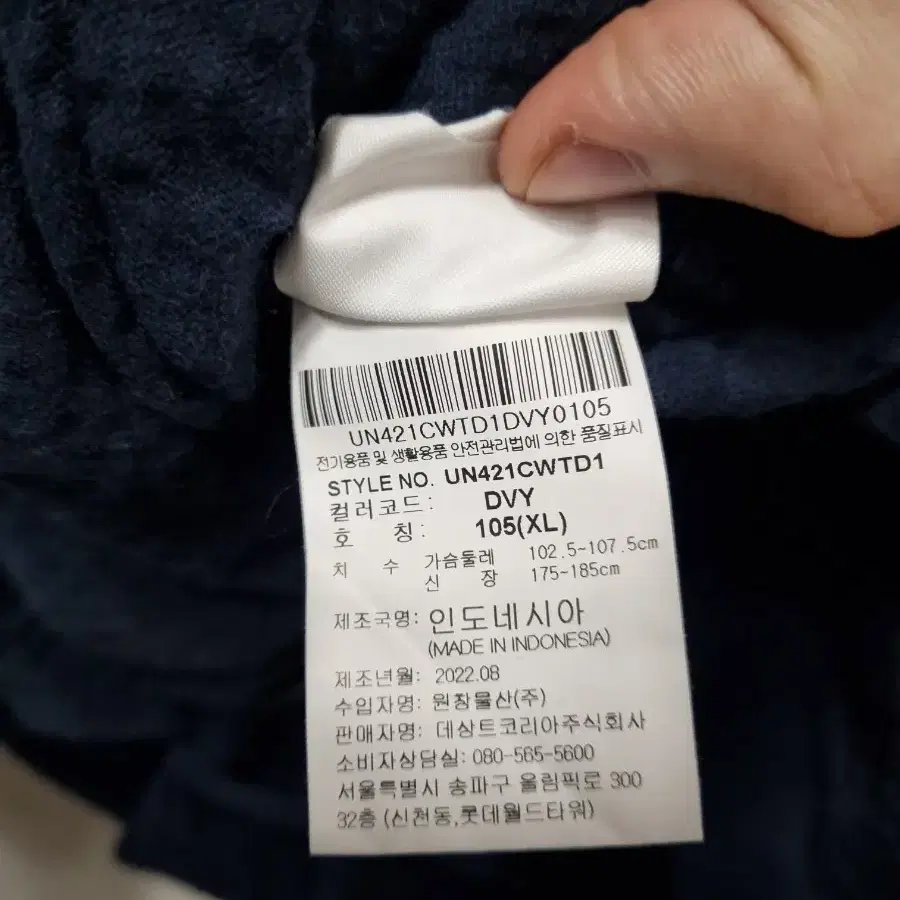 UN421CWTD1DVY0105
전기용품 및 생활용품 안전관리법에 의한 품질표시
STYLE NO. UN421CWTD1
컬러코드: DVY
호 칭: 105(XL)
치 수 가슴둘레 102.5~107.5cm
신 장 175~185cm
제조국명: 인도네시아
(MADE IN INDONESIA)
제조년월: 2022.08
수입자명: 원창물산(주)
판매자명: 데상트코리아주식회사
소비자상담실: 080-565-5600
서울특별시 송파구 올림픽로 300
32층 (신천동,롯데월드타워)